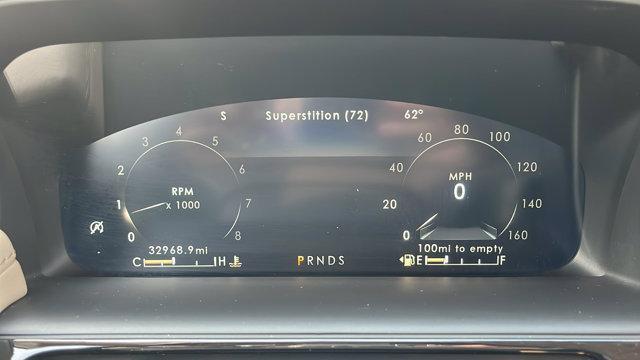 S Superstition (72) 62°
0 1 2 3 4 5 6 7 8
RPM
x 1000
0 20 40 60 80 100 120 140 160
MPH
0
32968.9mi
100mi to empty
C H
PRNDS
E F